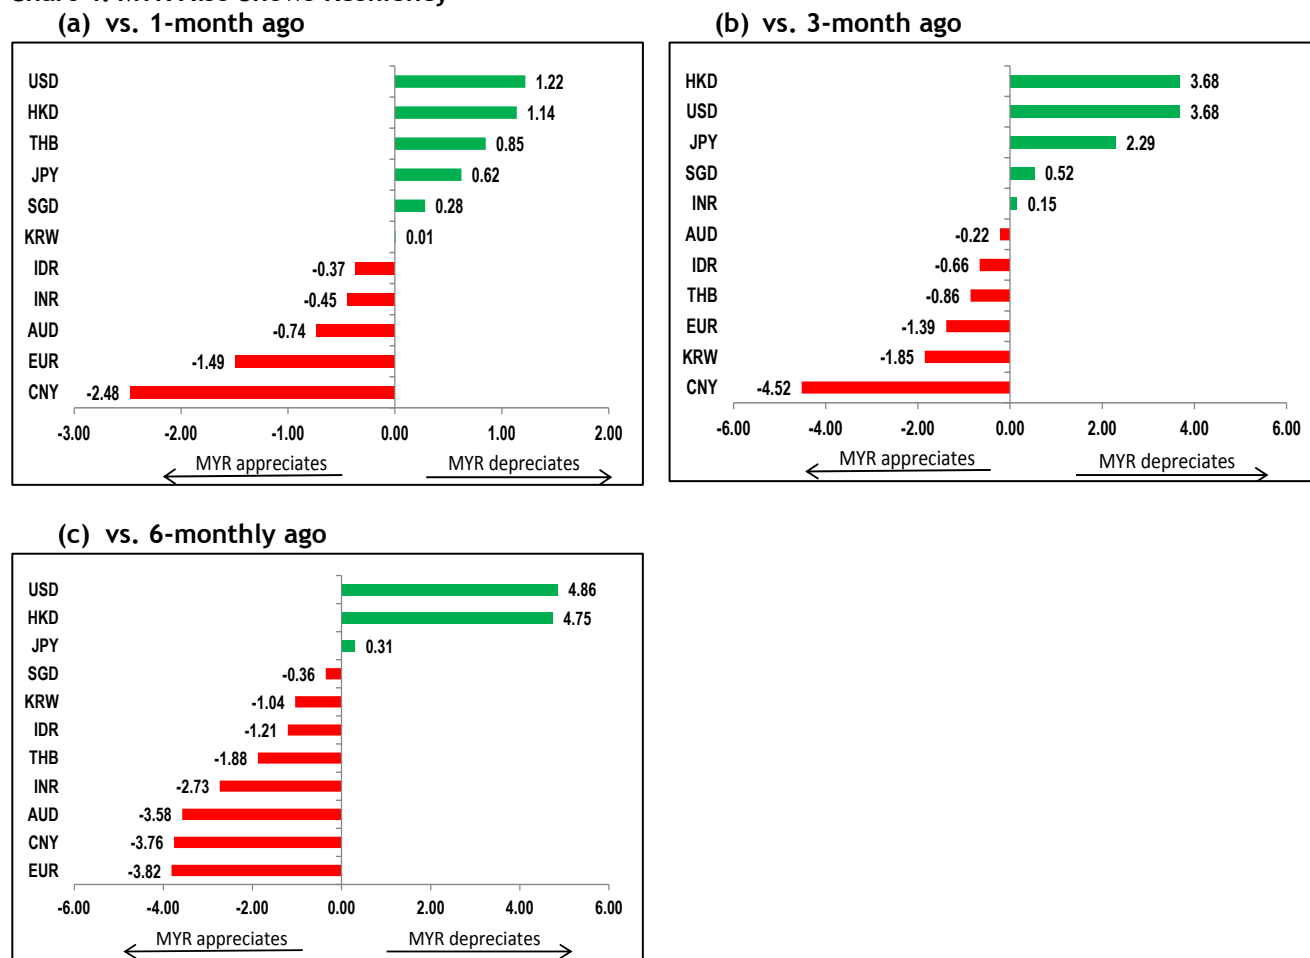 (a) vs. 1-month ago
USD 1.22
HKD 1.14
THB 0.85
JPY 0.62
SGD 0.28
KRW 0.01
IDR -0.37
INR -0.45
AUD -0.74
EUR -1.49
CNY -2.48
-3.00 -2.00 -1.00 0.00 1.00 2.00
MYR appreciates MYR depreciates
(b) vs. 3-month ago
HKD 3.68
USD 3.68
JPY 2.29
SGD 0.52
INR 0.15
AUD -0.22
IDR -0.66
THB -0.86
EUR -1.39
KRW -1.85
CNY -4.52
-6.00 -4.00 -2.00 0.00 2.00 4.00 6.00
MYR appreciates MYR depreciates
(c) vs. 6-monthly ago
USD 4.86
HKD 4.75
JPY 0.31
SGD -0.36
KRW -1.04
IDR -1.21
THB -1.88
INR -2.73
AUD -3.58
CNY -3.76
EUR -3.82
-6.00 -4.00 -2.00 0.00 2.00 4.00 6.00
MYR appreciates MYR depreciates